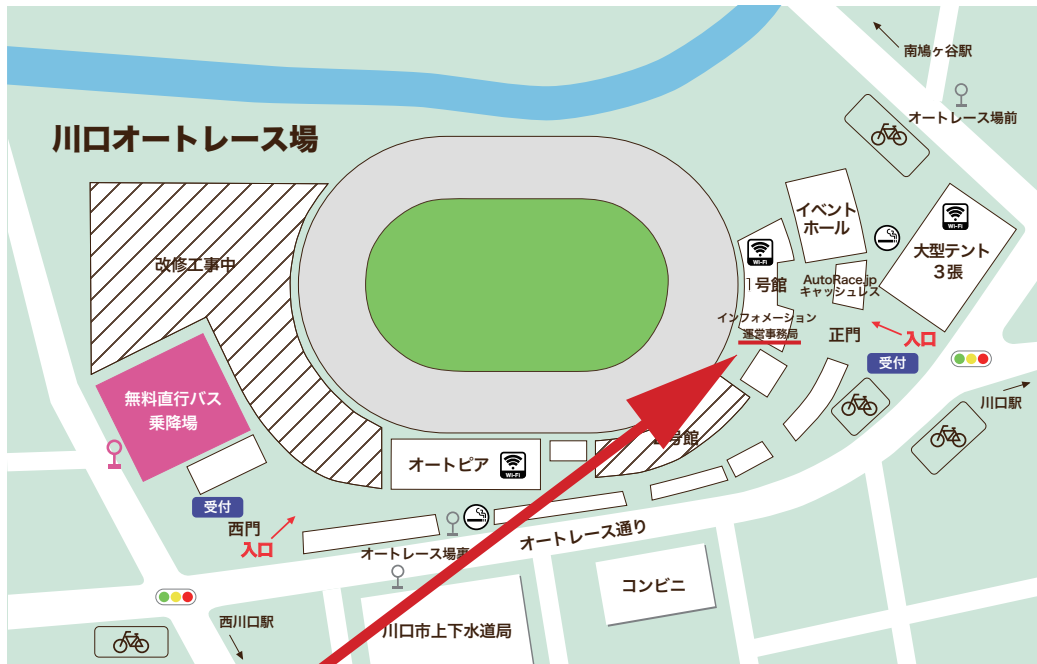 南鳩ヶ谷駅
オートレース場前
川口オートレース場
イベント
ホール
Wi-Fi
大型テント
3張
Wi-Fi
1号館
AutoRace.jp
キャッシュレス
改修工事中
インフォメーション
運営事務局
正門
入口
受付
川口駅
無料直行バス
乗降場
号館
オートピア
Wi-Fi
受付
西門
入口
オートレース通り
オートレース場
コンビニ
川口市上下水道局
西川口駅